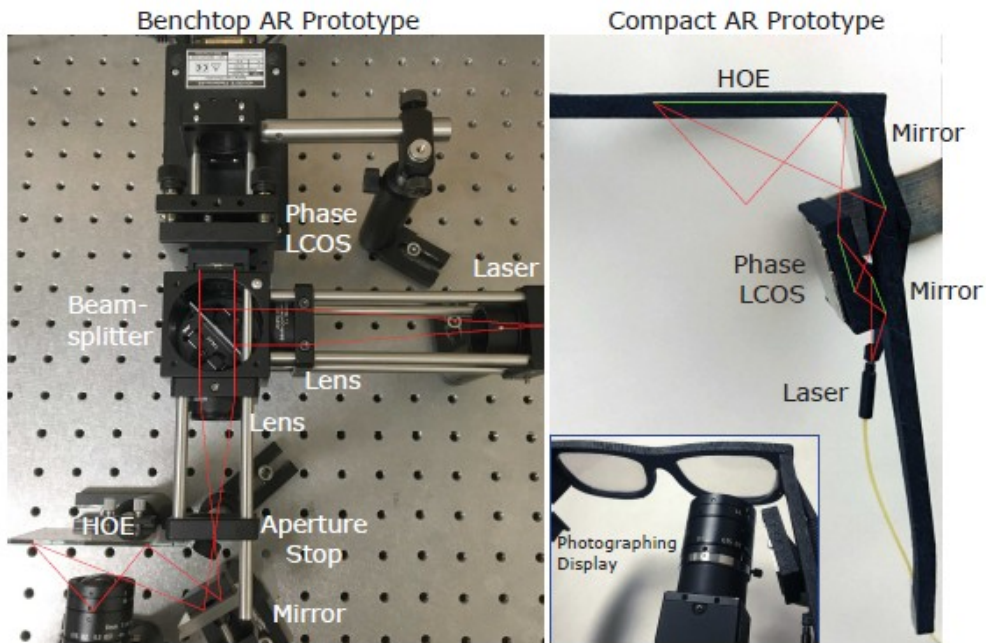 Benchtop AR Prototype
Compact AR Prototype
HOE
Mirror
Phase
LCOS
Laser
Beam-
splitter
Lens
Lens
Phase
LCOS
Mirror
Laser
HOE
Aperture
Stop
Mirror
Photographing
Display